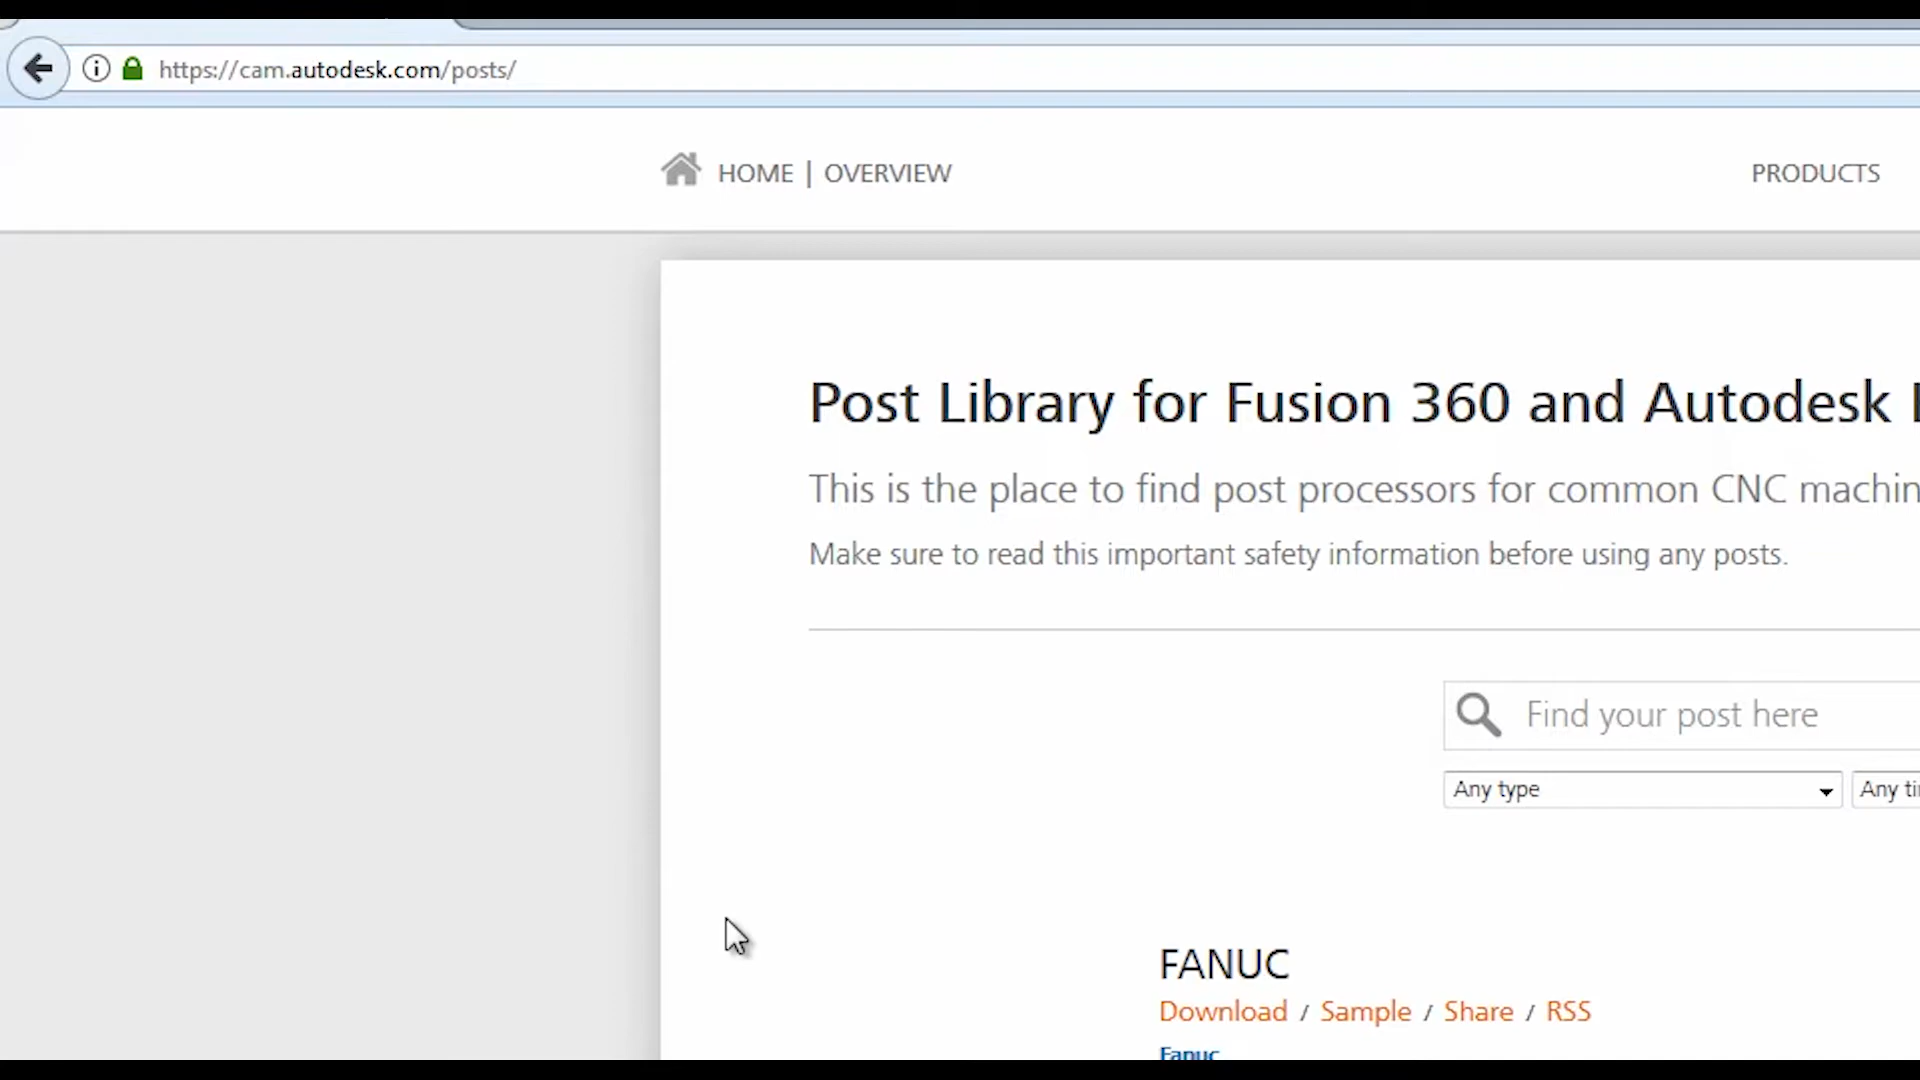 https://cam.autodesk.com/posts/
HOME | OVERVIEW
PRODUCTS
Post Library for Fusion 360 and Autodesk
This is the place to find post processors for common CNC
Make sure to read this important safety information before using any posts.
Find your post here
Any type
Any
FANUC
Download / Sample / Share / RSS
Fanuc